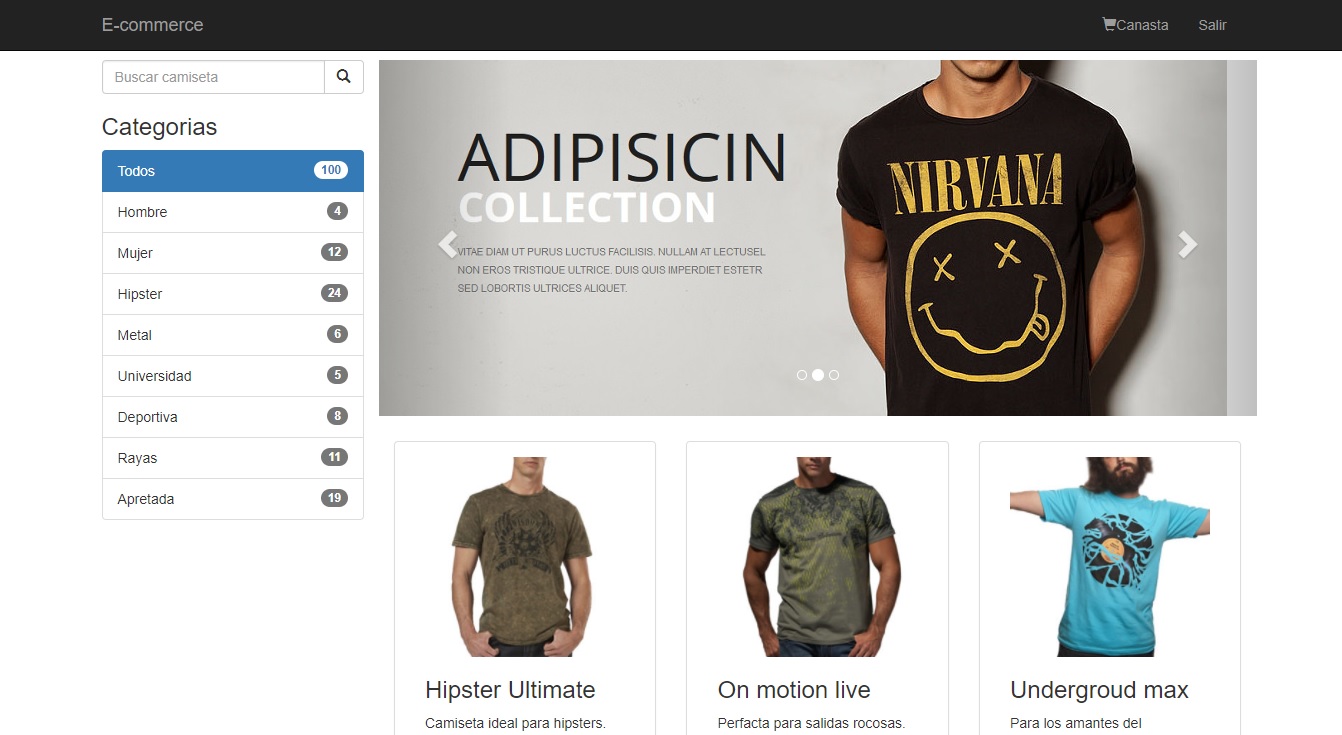 E-commerce
Canasta
Salir
Buscar camiseta
Categorias
Todos 100
Hombre 4
Mujer 12
Hipster 24
Metal 6
Universidad 5
Deportiva 8
Rayas 11
Apretada 19
ADIPISICIN
COLLECTION
VITAE DIAM UT PURUS LUCTUS FACILISIS. NULLAM AT LECTUSEL
NON EROS TRISTIQUE ULTRICE. DUIS QUIS IMPERDIET ESTETR
SED LOBORTIS ULTRICES ALIQUET.
NIRVANA
Hipster Ultimate
Camiseta ideal para hipsters.
On motion live
Perfacta para salidas rocosas.
Undergroud max
Para los amantes del